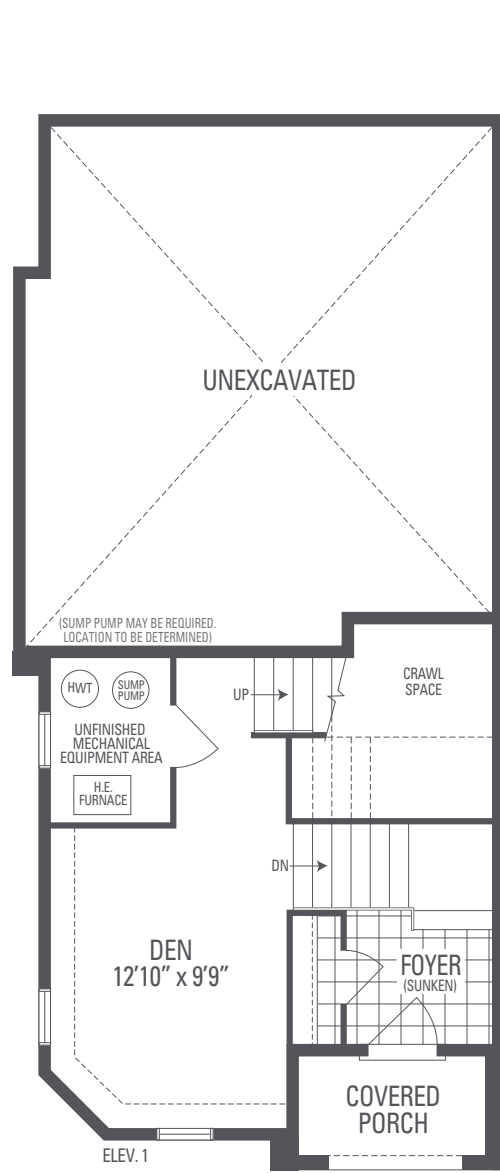 UNEXCAVATED
(SUMP PUMP MAY BE REQUIRED.
LOCATION TO BE DETERMINED)
HWT
SUMP
PUMP
UNFINISHED
MECHANICAL
EQUIPMENT AREA
H.E.
FURNACE
UP
CRAWL
SPACE
DN
DEN
12'10" x 9'9"
FOYER
(SUNKEN)
COVERED
PORCH
ELEV. 1